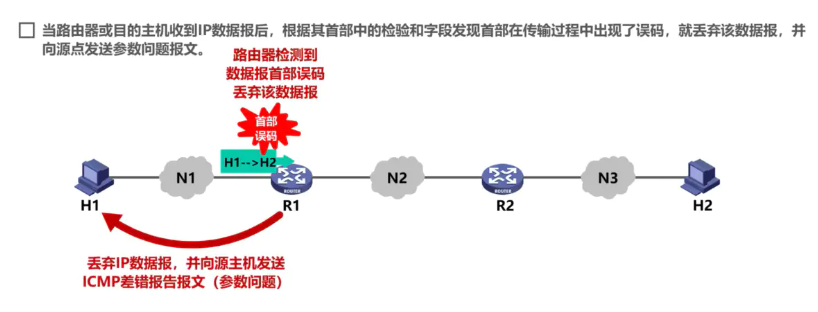 当路由器或目的主机收到IP数据报后，根据其首部中的检验和字段发现首部在传输过程中出现了误码，就丢弃该数据报，并
向源点发送参数问题报文。
路由器检测到
数据报首部误码
丢弃该数据报
首部
误码
H1-->H2
N1
N2
N3
ROUTER
ROUTER
H1
R1
R2
H2
丢弃IP数据报，并向源主机发送
ICMP差错报告报文（参数问题）